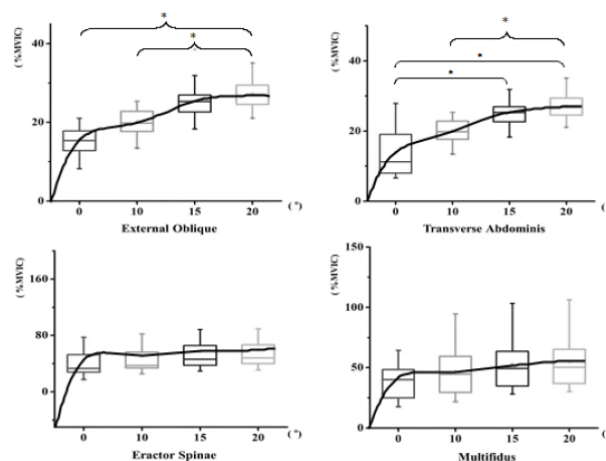 (%MVIC)
40
20
0
*
*
0 10 15 20 (°)
External Oblique
(%MVIC)
40
20
0
*
*
*
0 10 15 20 (°
Transverse Abdominis
(%MVIC)
160
80
0
0 10 15 20 (°)
Eractor Spinae
(%MVIC)
150
100
50
0
0 10 15 20 (°
Multifidus